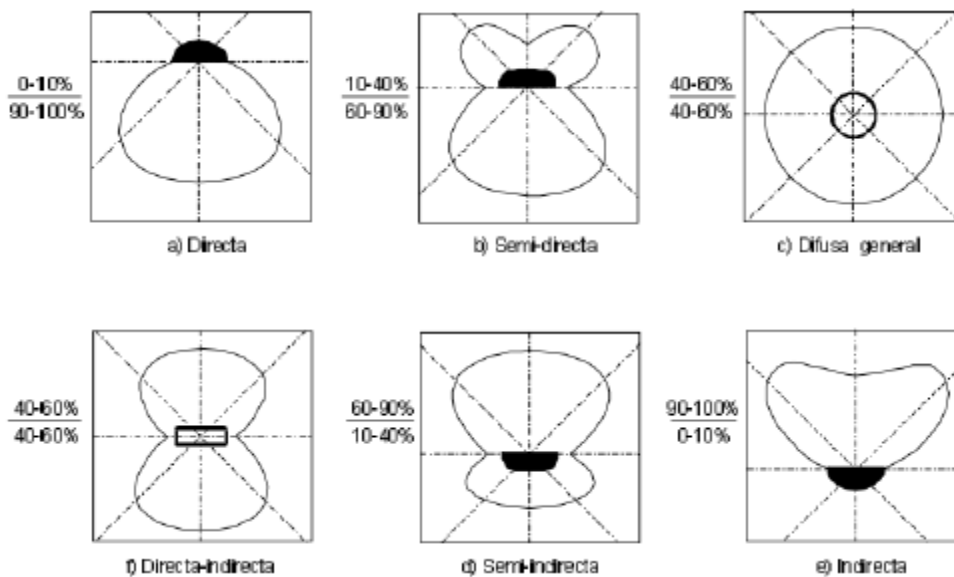 0-10%
90-100%
a) Directa
10-40%
60-90%
b) Semi-directa
40-60%
40-60%
c) Difusa general
40-60%
40-60%
f) Directa-indirecta
60-90%
10-40%
d) Semi-indirecta
90-100%
0-10%
e) Indirecta